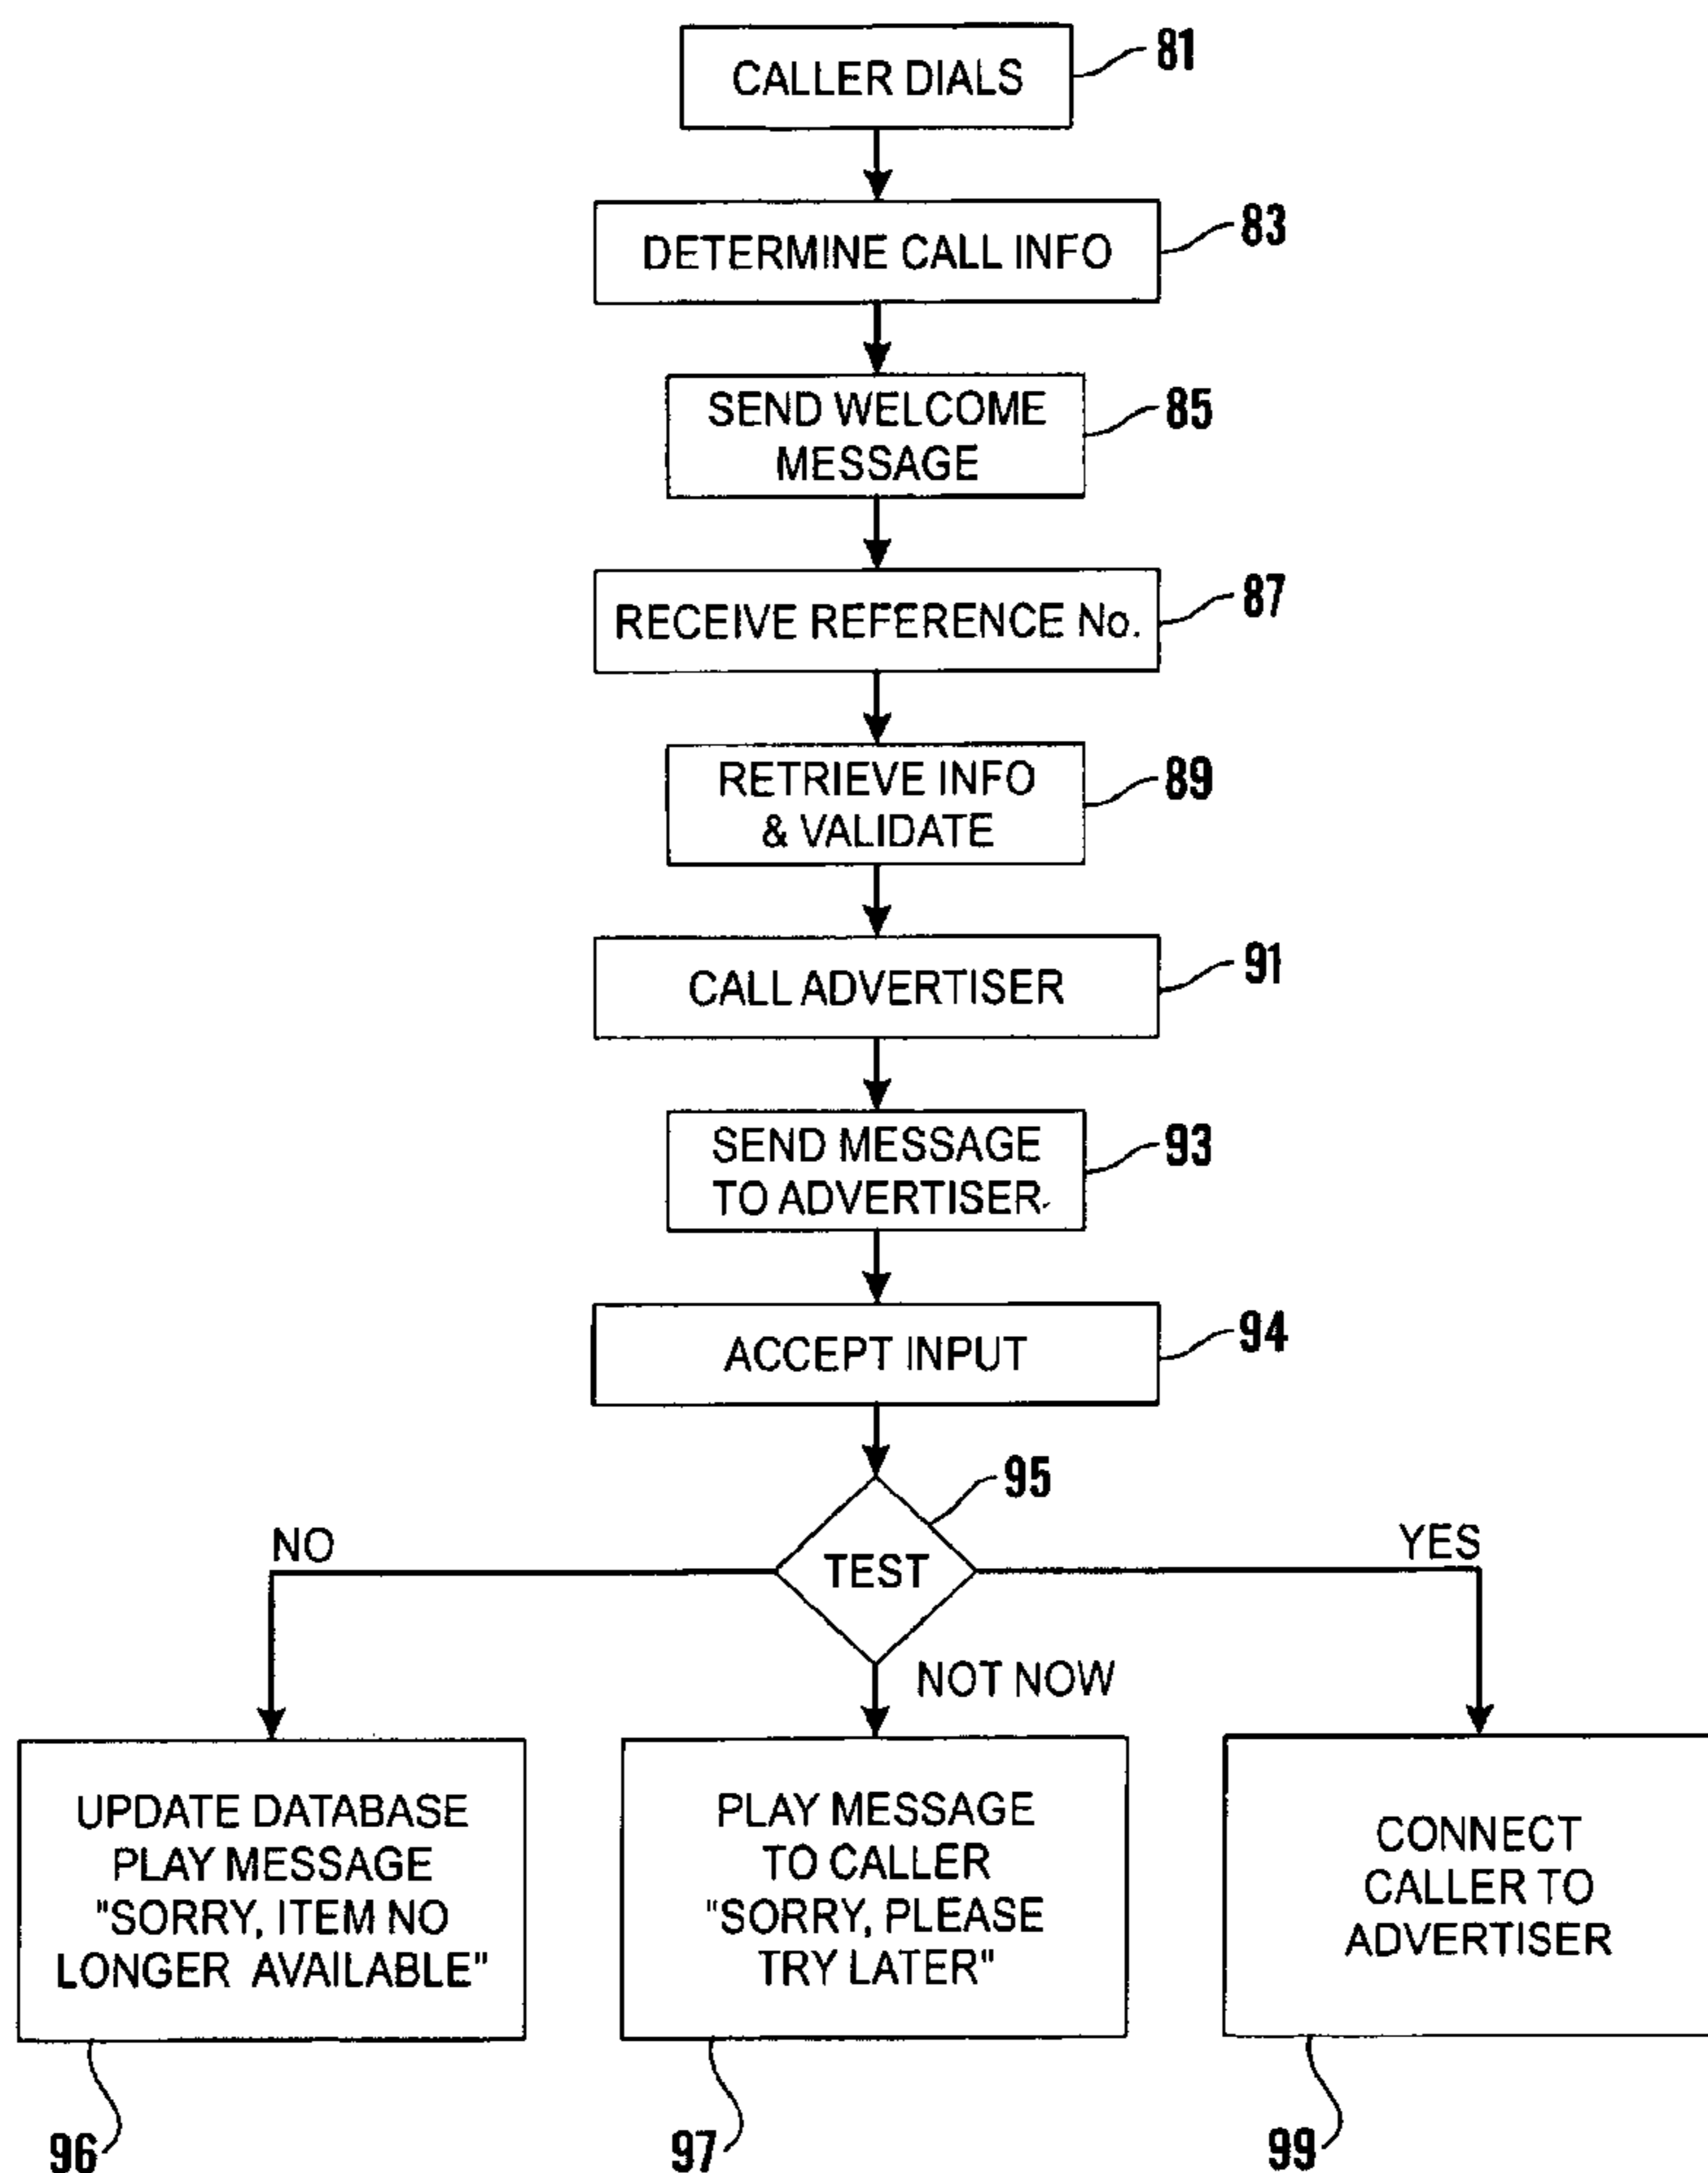 CALLER DIALS
81
DETERMINE CALL INFO
83
SEND WELCOME
MESSAGE
85
RECEIVE REFERENCE No.
87
RETRIEVE INFO
& VALIDATE
89
CALL ADVERTISER
91
SEND MESSAGE
TO ADVERTISER
93
ACCEPT INPUT
94
95
TEST
NO
YES
NOT NOW
UPDATE DATABASE
PLAY MESSAGE
"SORRY, ITEM NO
LONGER AVAILABLE"
PLAY MESSAGE
TO CALLER
"SORRY, PLEASE
TRY LATER"
CONNECT
CALLER TO
ADVERTISER
96
97
99